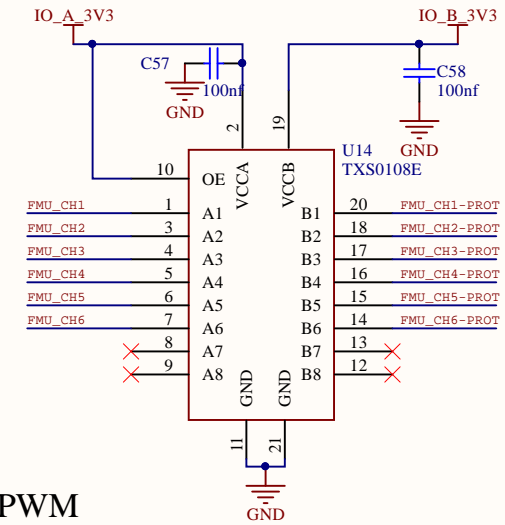 IO_A_3V3 IO_B_3V3
C57 100nf GND
C58 100nf GND
2 19
U14
TXS0108E
10 OE VCCA VCCB
FMU_CH1 1 A1 B1 20 FMU_CH1-PROT
FMU_CH2 3 A2 B2 18 FMU_CH2-PROT
FMU_CH3 4 A3 B3 17 FMU_CH3-PROT
FMU_CH4 5 A4 B4 16 FMU_CH4-PROT
FMU_CH5 6 A5 B5 15 FMU_CH5-PROT
FMU_CH6 7 A6 B6 14 FMU_CH6-PROT
8 A7 B7 13
9 A8 B8 12
GND GND
11 21
PWM
GND